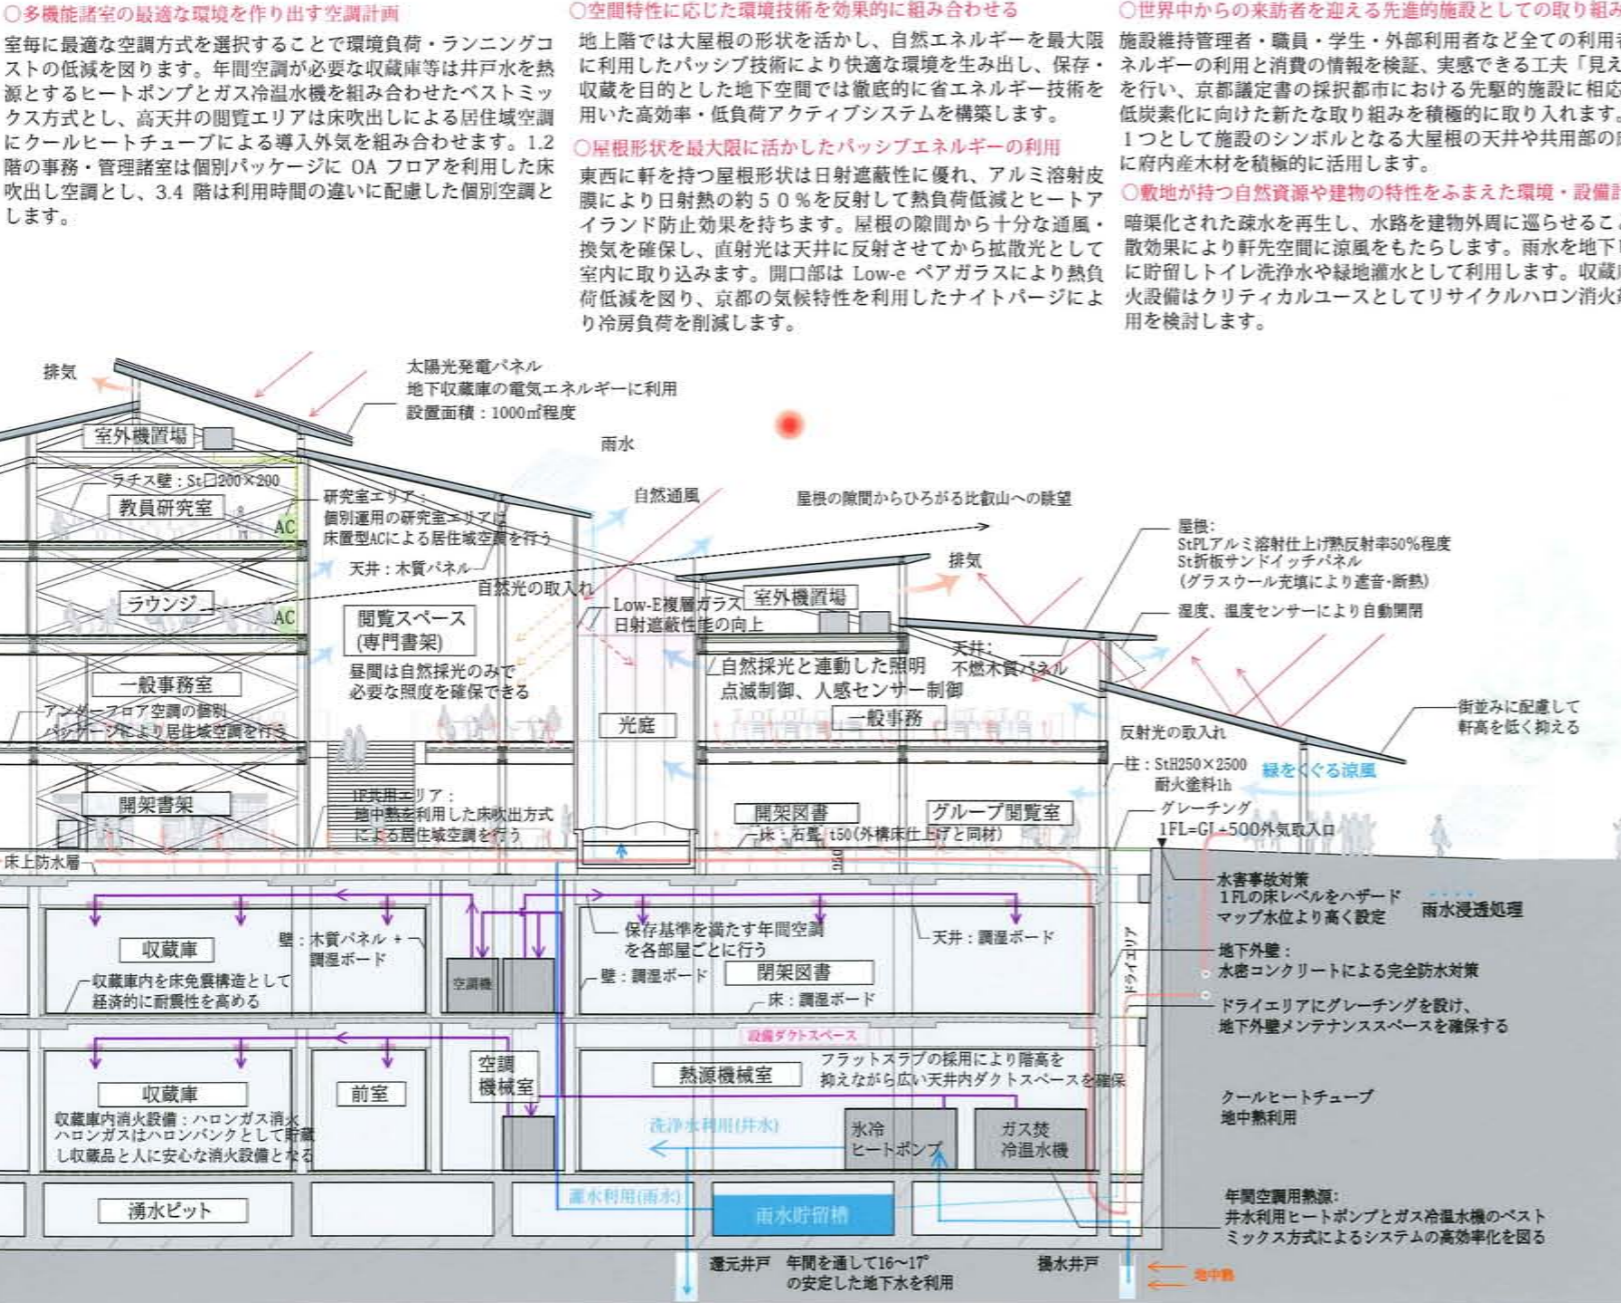 〇多機能諸室の最適な環境を作り出す空調計画
室毎に最適な空調方式を選択することで環境負荷・ランニングコ
ストの低減を図ります。年間空調が必要な収蔵庫等は井戸水を熱
源とするヒートポンプとガス冷温水機を組み合わせたベストミッ
クス方式とし、高天井の閲覧エリアは床吹出しによる居住域空調
にクールヒートチューブによる導入外気を組み合わせます。1.2
階の事務・管理諸室は個別パッケージに OA フロアを利用した床
吹出し空調とし、3.4 階は利用時間の違いに配慮した個別空調と
します。
〇空間特性に応じた環境技術を効果的に組み合わせる
地上階では大屋根の形状を活かし、自然エネルギーを最大限
に利用したパッシブ技術により快適な環境を生み出し、保存・
収蔵を目的とした地下空間では徹底的に省エネルギー技術を
用いた高効率・低負荷アクティブシステムを構築します。
〇屋根形状を最大限に活かしたパッシブエネルギーの利用
東西に軒を持つ屋根形状は日射遮蔽性に優れ、アルミ溶射皮
膜により日射熱の約５０％を反射して熱負荷低減とヒートア
イランド防止効果を持ちます。屋根の隙間から十分な通風・
換気を確保し、直射光は天井に反射させてから拡散光として
室内に取り込みます。開口部は Low-e ペアガラスにより熱負
荷低減を図り、京都の気候特性を利用したナイトパージによ
り冷房負荷を削減します。
〇世界中からの来訪者を迎える先進的施設としての取り組み
施設維持管理者・職員・学生・外部利用者など全ての利用者
ネルギーの利用と消費の情報を検証、実感できる工夫「見え
を行い、京都議定書の採択都市における先駆的施設に相応
低炭素化に向けた新たな取り組みを積極的に取り入れます。
１つとして施設のシンボルとなる大屋根の天井や共用部の
に府内産木材を積極的に活用します。
〇敷地が持つ自然資源や建物の特性をふまえた環境・設備計
暗渠化された疎水を再生し、水路を建物外周に巡らせるこ
散効果により軒先空間に涼風をもたらします。雨水を地下
に貯留しトイレ洗浄水や緑地灌水として利用します。収蔵
火設備はクリティカルユースとしてリサイクルハロン消火
用を検討します。
排気
太陽光発電パネル
地下収蔵庫の電気エネルギーに利用
設置面積：1000㎡程度
室外機置場
雨水
ラチス壁：St□200×200
教員研究室
AC
研究室エリア：
個別運用の研究室エリアは
床置型ACによる居住域空調を行う
天井：木質パネル
自然通風
屋根の隙間からひろがる比叡山への眺望
自然光の取入れ
排気
屋根：
StPLアルミ溶射仕上げ熱反射率50%程度
St折板サンドイッチパネル
(グラスウール充填により遮音・断熱)
湿度、温度センサーにより自動開閉
ラウンジ
AC
閲覧スペース
(専門書架)
昼間は自然採光のみで
必要な照度を確保できる
Low-E複層ガラス
日射遮蔽性能の向上
室外機置場
天井：
不燃木質パネル
自然採光と連動した照明
点滅制御、人感センサー制御
一般事務室
アンダーフロア空調の個別
パッケージにより居住域空調を行う
光庭
一般事務
街並みに配慮して
軒高を低く抑える
反射光の取入れ
柱：StH250×2500
耐火塗料1h
緑をくぐる涼風
開架書架
1F共用エリア：
地中熱を利用した床吹出方式
による居住域空調を行う
開架図書
床：石畳 t50(外構床仕上げと同材)
グループ閲覧室
グレーチング
1FL=GL+500外気取入口
床上防水層
水害事故対策
1FLの床レベルをハザード
マップ水位より高く設定
雨水浸透処理
収蔵庫
壁：木質パネル +
調湿ボード
収蔵庫内を床免震構造として
経済的に耐震性を高める
空調機
保存基準を満たす年間空調
を各部屋ごとに行う
天井：調湿ボード
壁：調湿ボード
閉架図書
床：調湿ボード
ドライエリア
地下外壁：
水密コンクリートによる完全防水対策
ドライエリアにグレーチングを設け、
地下外壁メンテナンススペースを確保する
設備ダクトスペース
収蔵庫
収蔵庫内消火設備：ハロンガス消火
ハロンガスはハロンバンクとして貯蔵
し収蔵品と人に安心な消火設備となる
前室
空調
機械室
熱源機械室
フラットスラブの採用により階高を
抑えながら広い天井内ダクトスペースを確保
クールヒートチューブ
地中熱利用
洗浄水利用(井水)
氷冷
ヒートポンプ
ガス焚
冷温水機
湧水ピット
灌水利用(雨水)
雨水貯留槽
年間空調用熱源：
井水利用ヒートポンプとガス冷温水機のベスト
ミックス方式によるシステムの高効率化を図る
還元井戸
年間を通して16～17°
の安定した地下水を利用
揚水井戸
地中熱